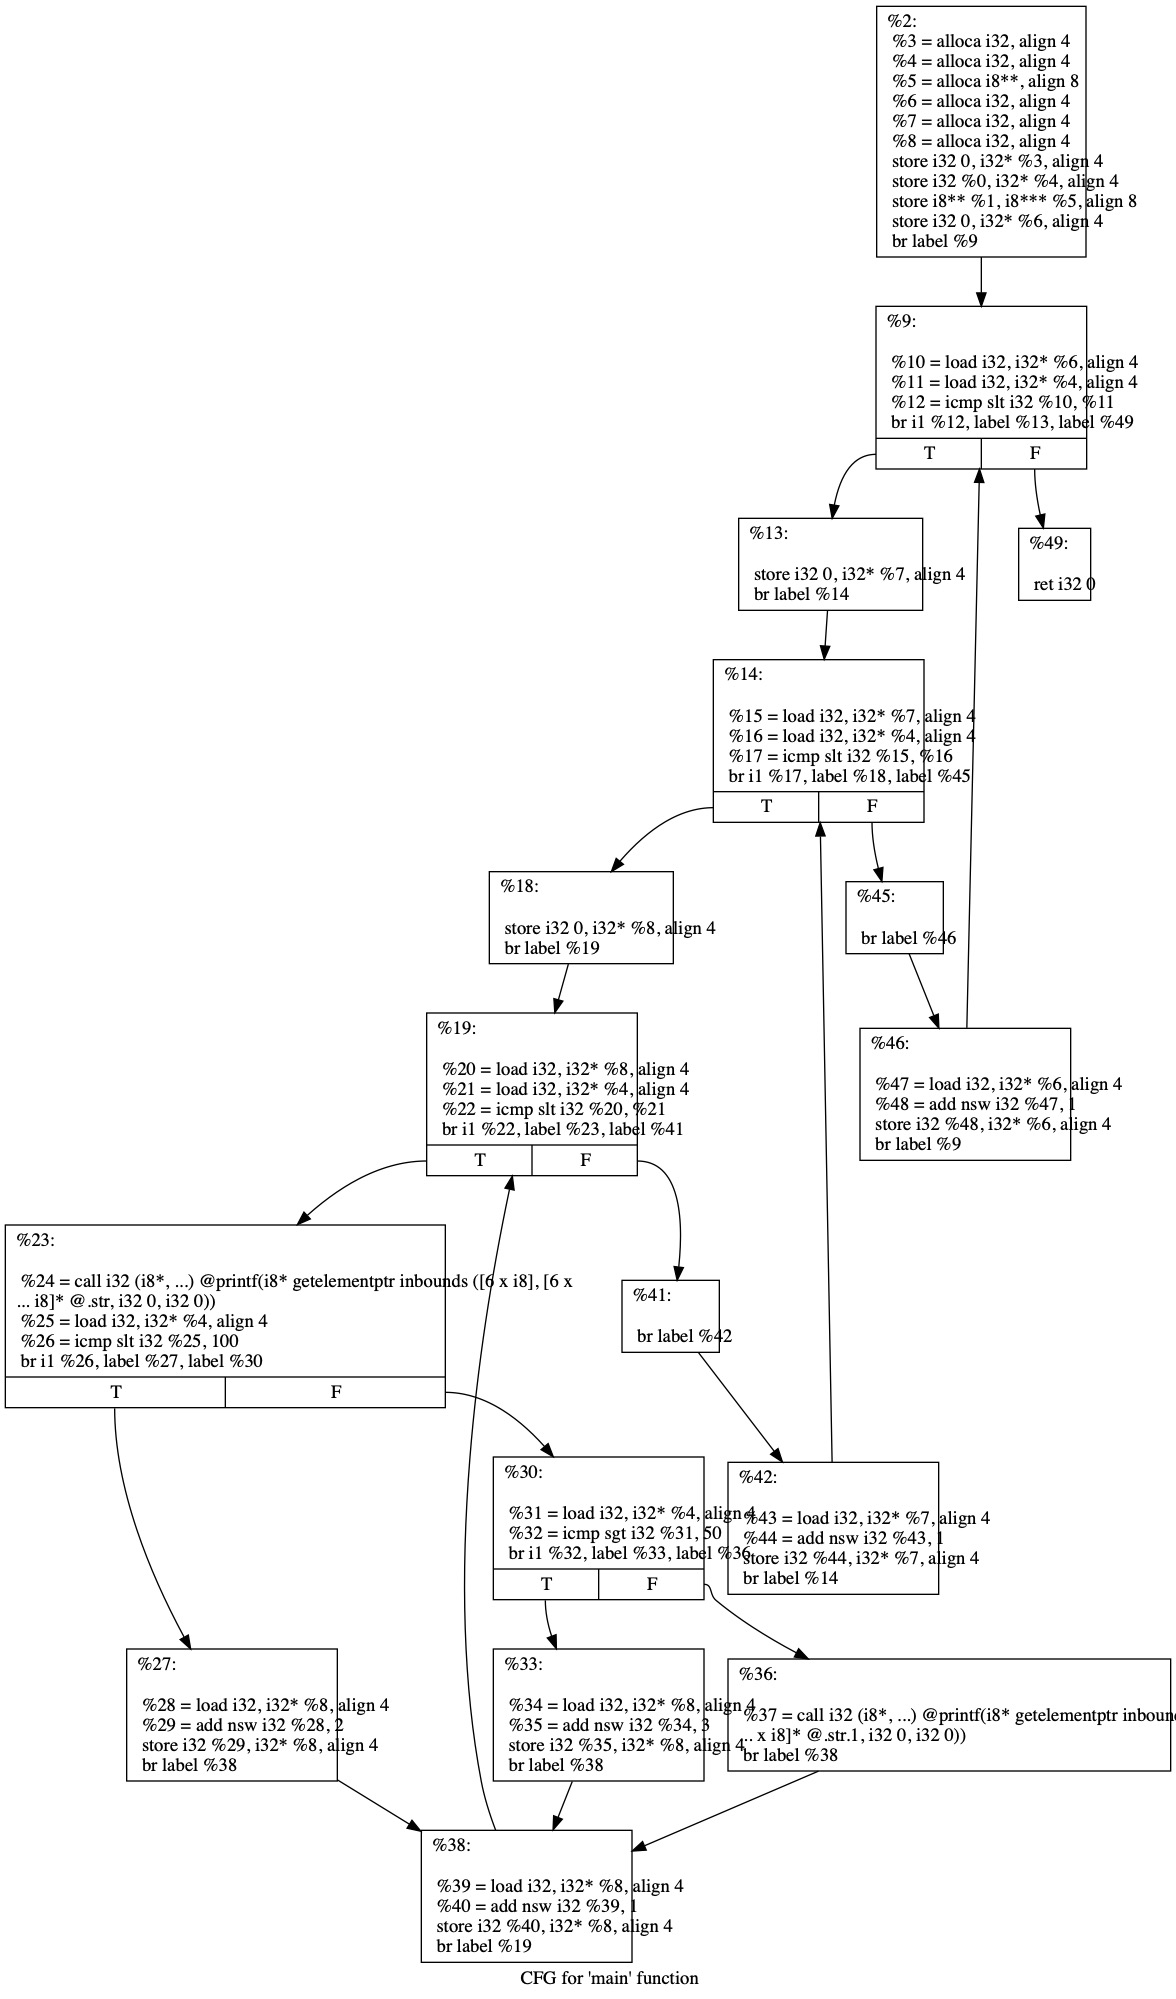 %2:
%3 = alloca i32, align 4
%4 = alloca i32, align 4
%5 = alloca i8**, align 8
%6 = alloca i32, align 4
%7 = alloca i32, align 4
%8 = alloca i32, align 4
store i32 0, i32* %3, align 4
store i32 %0, i32* %4, align 4
store i8** %1, i8*** %5, align 8
store i32 0, i32* %6, align 4
br label %9
%9:
%10 = load i32, i32* %6, align 4
%11 = load i32, i32* %4, align 4
%12 = icmp slt i32 %10, %11
br i1 %12, label %13, label %49
T
F
%13:
store i32 0, i32* %7, align 4
br label %14
%49:
ret i32 0
%14:
%15 = load i32, i32* %7, align 4
%16 = load i32, i32* %4, align 4
%17 = icmp slt i32 %15, %16
br i1 %17, label %18, label %45
T
F
%18:
store i32 0, i32* %8, align 4
br label %19
%45:
br label %46
%19:
%20 = load i32, i32* %8, align 4
%21 = load i32, i32* %4, align 4
%22 = icmp slt i32 %20, %21
br i1 %22, label %23, label %41
T
F
%46:
%47 = load i32, i32* %6, align 4
%48 = add nsw i32 %47, 1
store i32 %48, i32* %6, align 4
br label %9
%23:
%24 = call i32 (i8*, ...) @printf(i8* getelementptr inbounds ([6 x i8], [6 x
... i8]* @.str, i32 0, i32 0))
%25 = load i32, i32* %4, align 4
%26 = icmp slt i32 %25, 100
br i1 %26, label %27, label %30
T
F
%41:
br label %42
%30:
%31 = load i32, i32* %4, align 4
%32 = icmp sgt i32 %31, 50
br i1 %32, label %33, label %36
T
F
%42:
%43 = load i32, i32* %7, align 4
%44 = add nsw i32 %43, 1
store i32 %44, i32* %7, align 4
br label %14
%27:
%28 = load i32, i32* %8, align 4
%29 = add nsw i32 %28, 2
store i32 %29, i32* %8, align 4
br label %38
%33:
%34 = load i32, i32* %8, align 4
%35 = add nsw i32 %34, 3
store i32 %35, i32* %8, align 4
br label %38
%36:
%37 = call i32 (i8*, ...) @printf(i8* getelementptr
... x i8]* @.str.1, i32 0, i32 0))
br label %38
%38:
%39 = load i32, i32* %8, align 4
%40 = add nsw i32 %39, 1
store i32 %40, i32* %8, align 4
br label %19
CFG for 'main' function